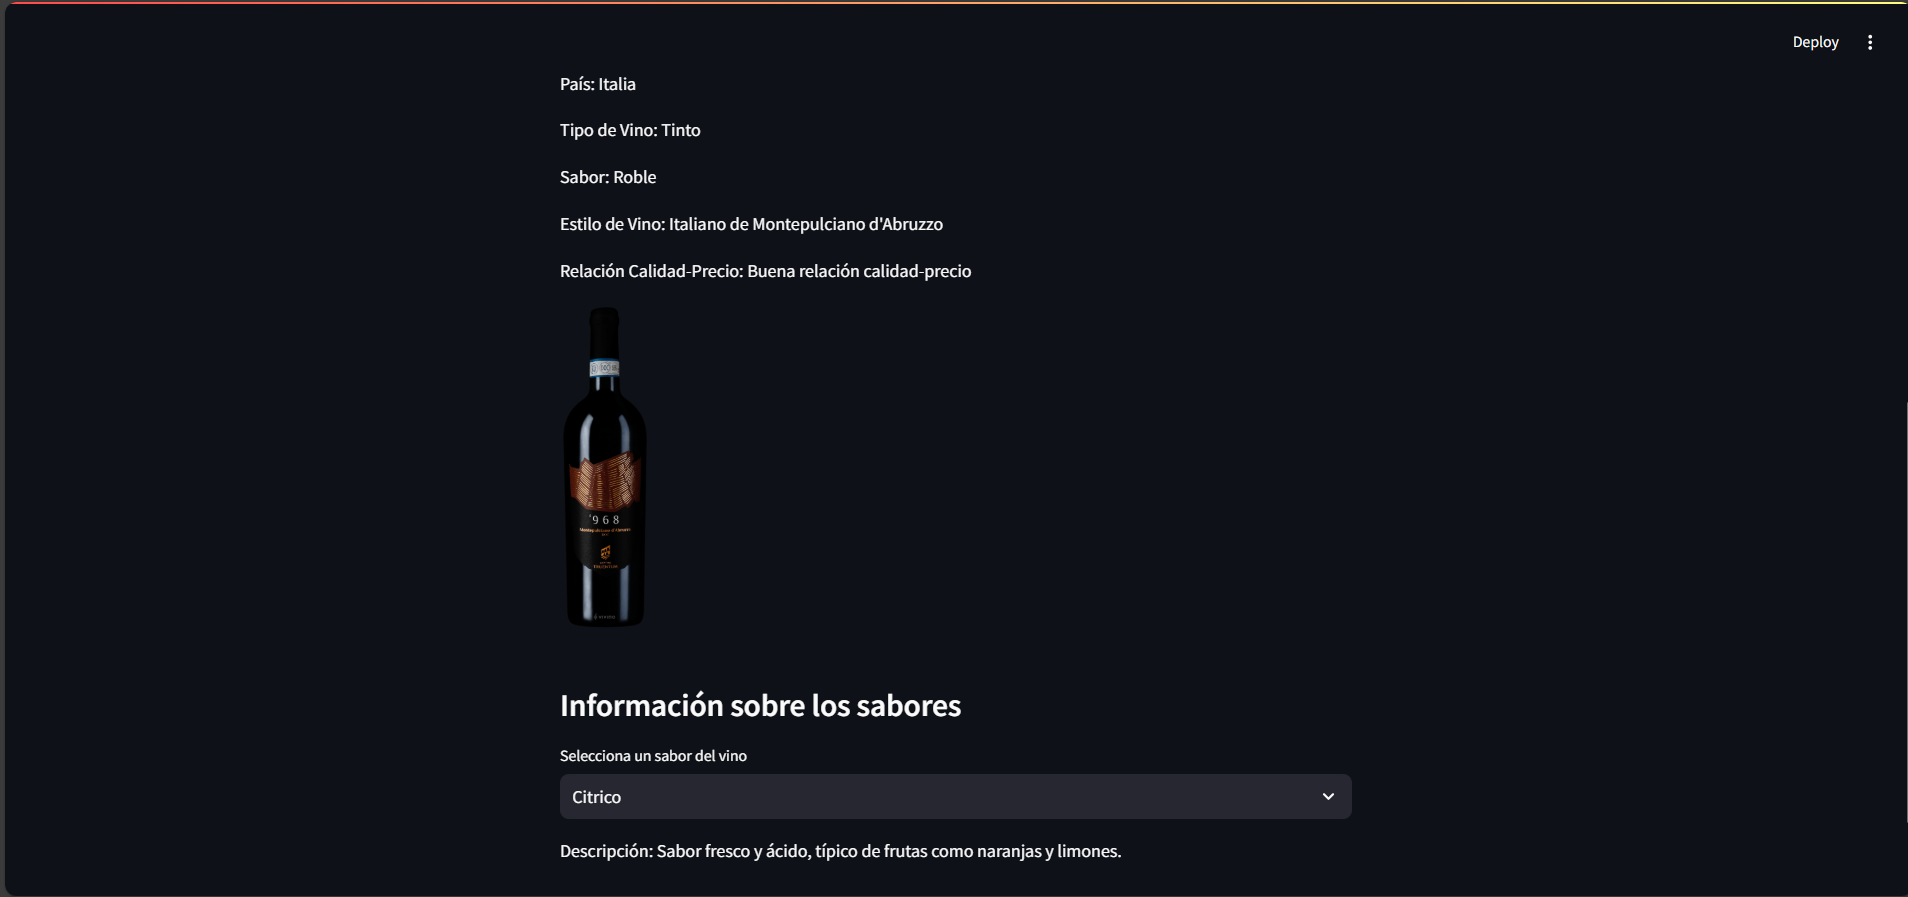 Deploy
País: Italia
Tipo de Vino: Tinto
Sabor: Roble
Estilo de Vino: Italiano de Montepulciano d'Abruzzo
Relación Calidad-Precio: Buena relación calidad-precio
'968
Montepulciano d'Abruzzo
Información sobre los sabores
Selecciona un sabor del vino
Citrico
Descripción: Sabor fresco y ácido, típico de frutas como naranjas y limones.